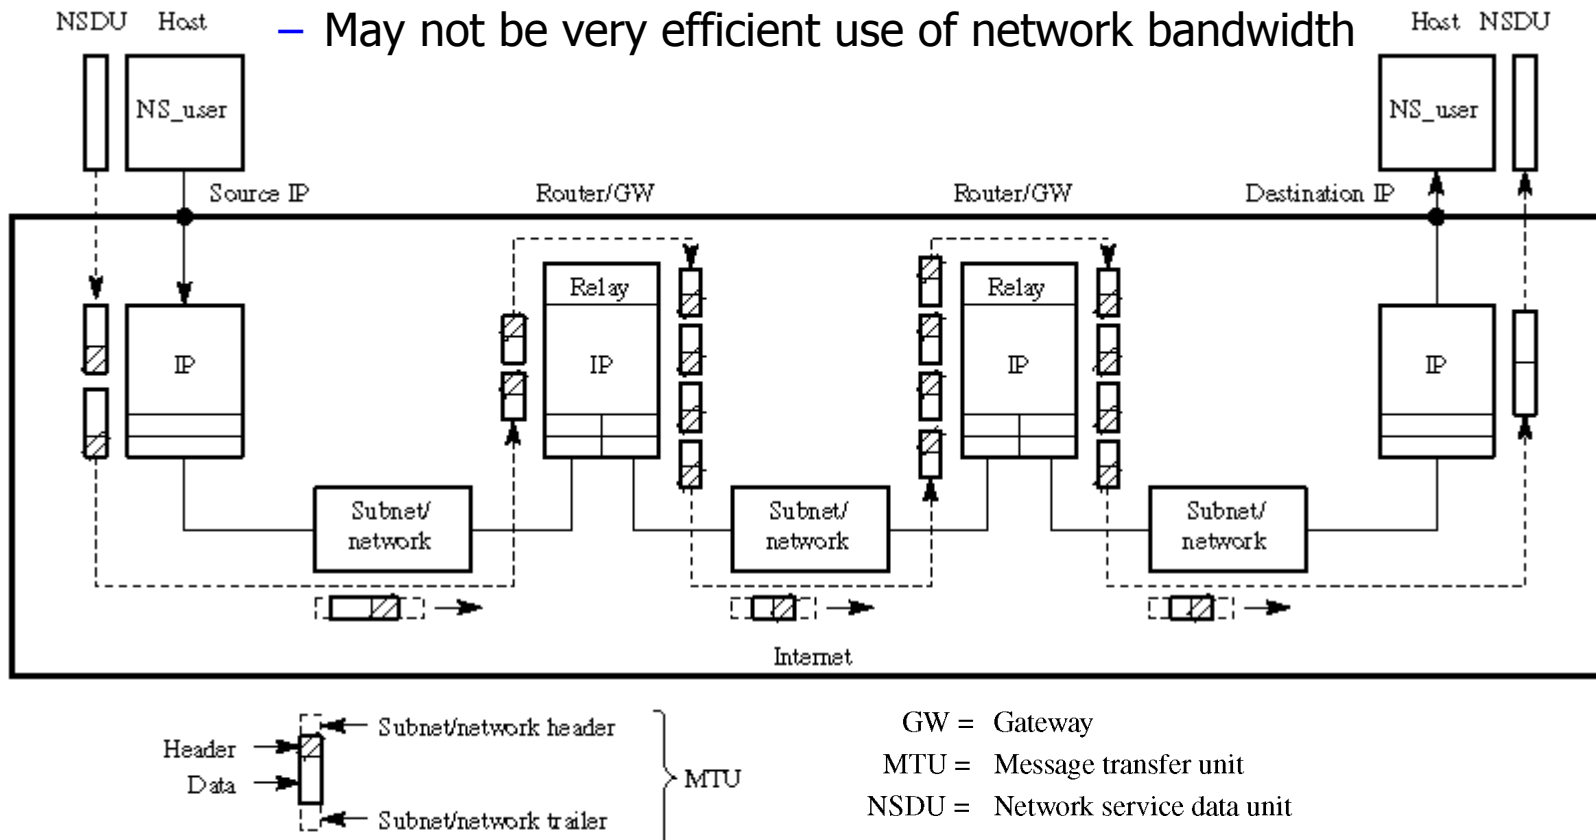 NSDU Host – May not be very efficient use of network bandwidth Host NSDU
NS_user NS_user
Source IP Router/GW Router/GW Destination IP
Relay Relay
IP IP IP IP
Subnet/ Subnet/ Subnet/
network network network
Internet
Subnet/network header GW = Gateway
Header
MTU = Message transfer unit
Data MTU
NSDU = Network service data unit
Subnet/network trailer